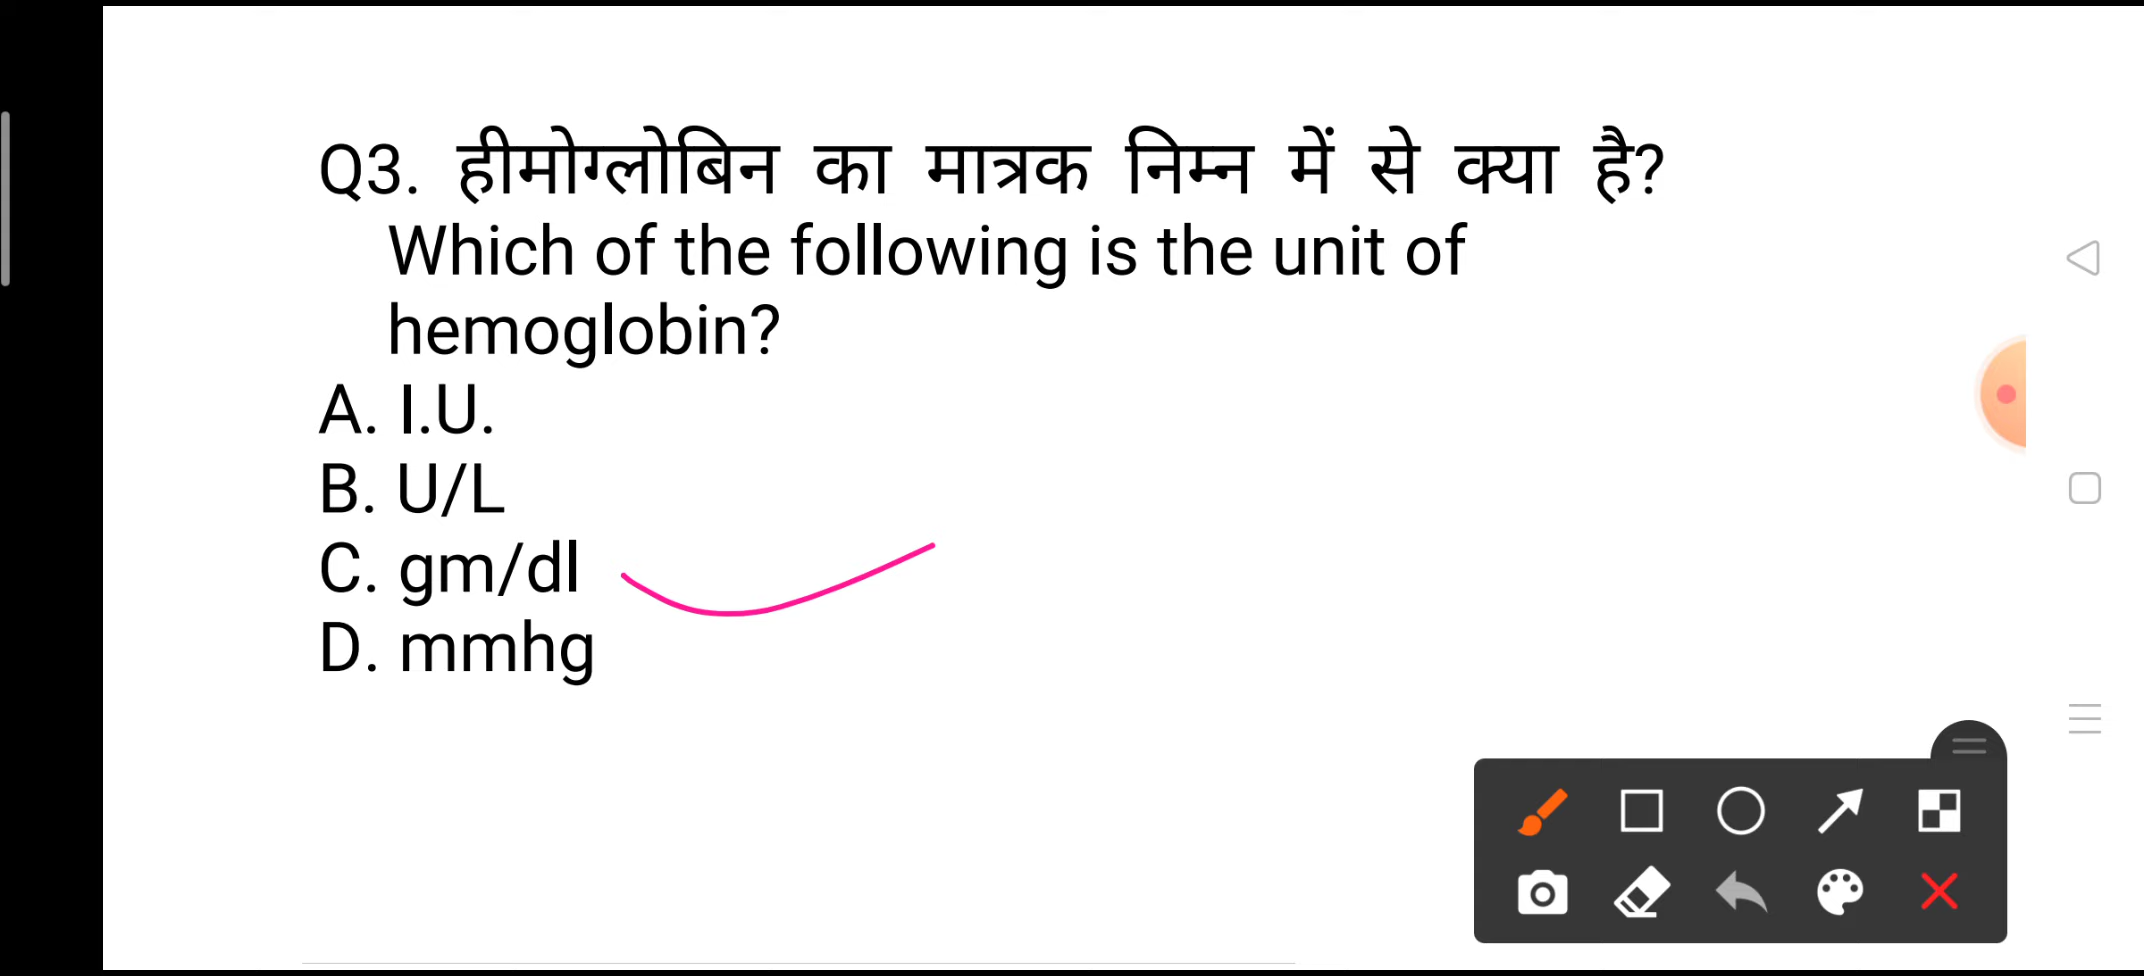 Q3. हीमोग्लोबिन का मात्रक निम्न में से क्या है?
Which of the following is the unit of
hemoglobin?
A. I.U.
B. U/L
C. gm/dl
D. mmhg